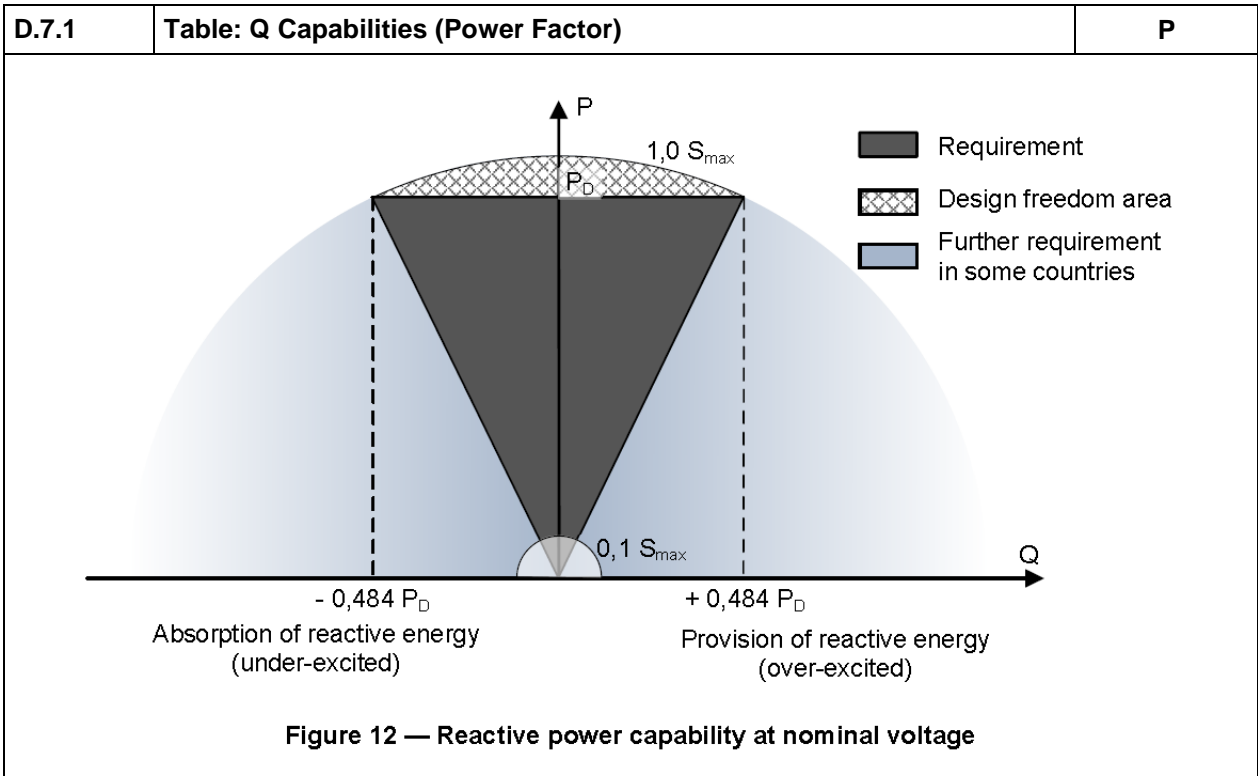 D.7.1 Table: Q Capabilities (Power Factor) P
P
1,0 Smax
PD
Requirement
Design freedom area
Further requirement
in some countries
0,1 Smax
Q
- 0,484 PD
+ 0,484 PD
Absorption of reactive energy
(under-excited)
Provision of reactive energy
(over-excited)
Figure 12 — Reactive power capability at nominal voltage